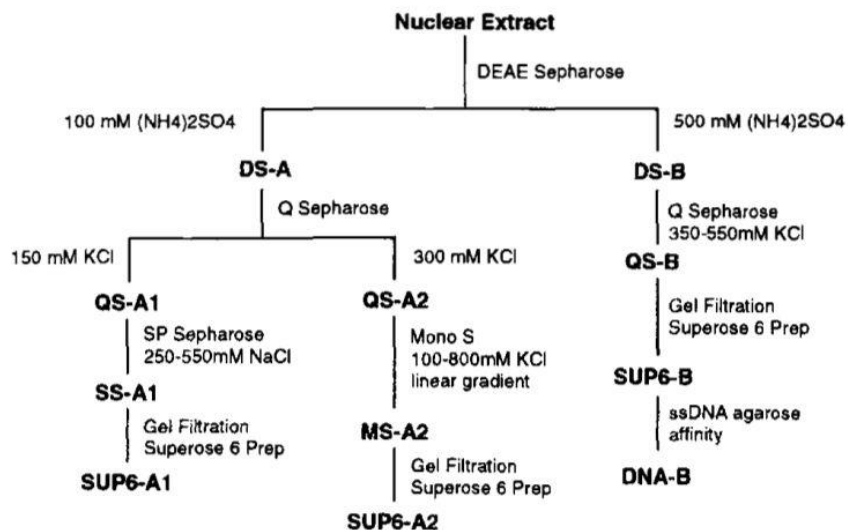 Nuclear Extract
DEAE Sepharose
100 mM (NH4)2SO4
500 mM (NH4)2SO4
DS-A
DS-B
Q Sepharose
Q Sepharose
350-550mM KCl
150 mM KCl
300 mM KCl
QS-B
QS-A1
QS-A2
Gel Filtration
Superose 6 Prep
SP Sepharose
250-550mM NaCl
Mono S
100-800mM KCl
linear gradient
SUP6-B
SS-A1
ssDNA agarose
affinity
Gel Filtration
Superose 6 Prep
MS-A2
DNA-B
SUP6-A1
Gel Filtration
Superose 6 Prep
SUP6-A2